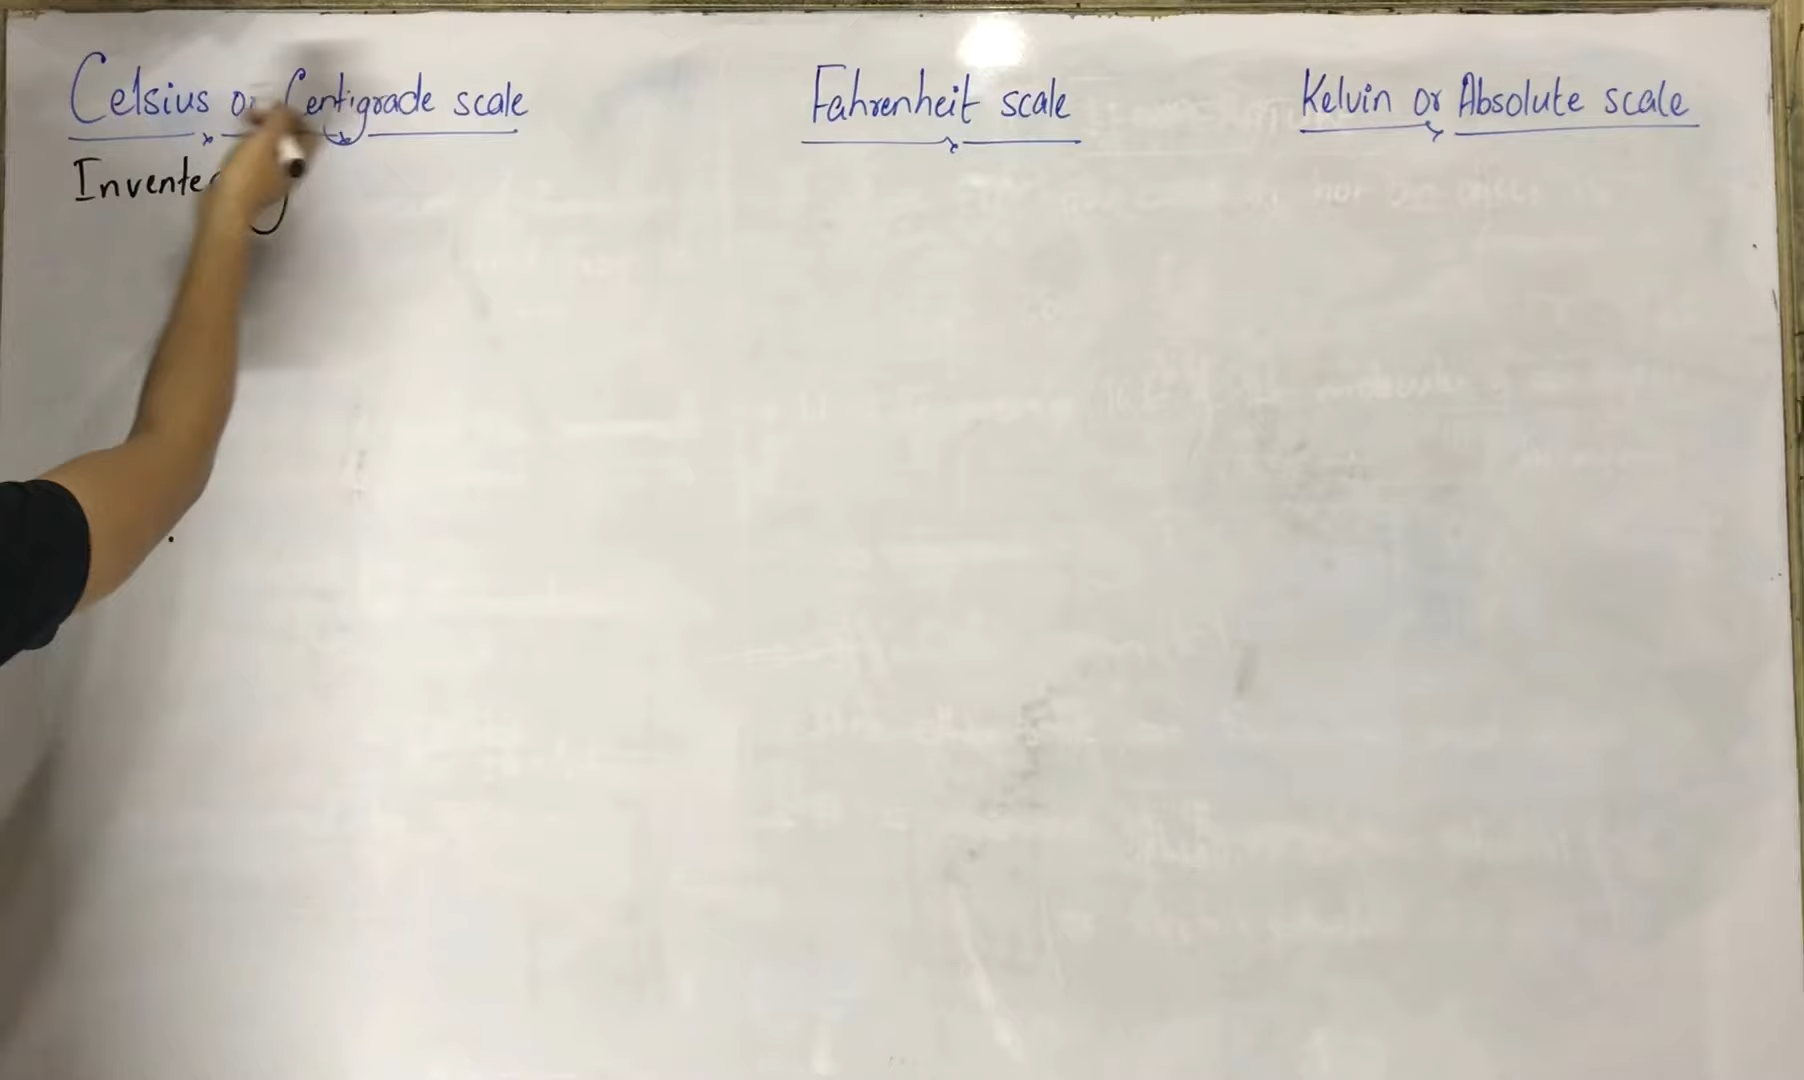 Celsius or Centigrade scale
Fahrenheit scale
Kelvin or Absolute scale